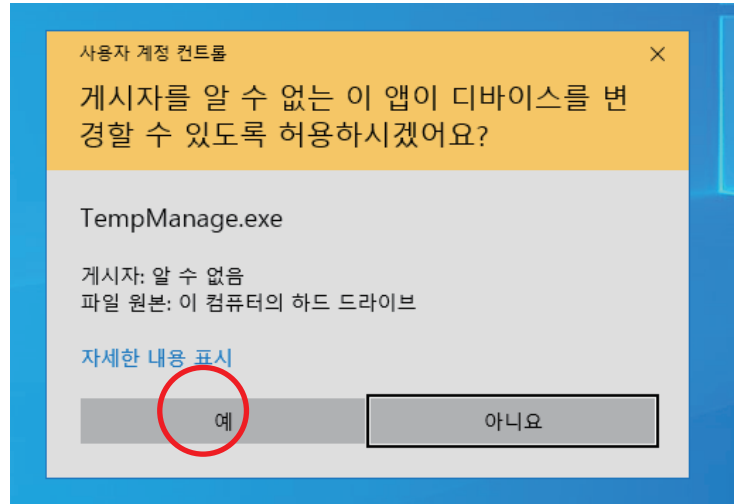 사용자 계정 컨트롤
게시자를 알 수 없는 이 앱이 디바이스를 변
경할 수 있도록 허용하시겠어요?
TempManage.exe
게시자: 알 수 없음
파일 원본: 이 컴퓨터의 하드 드라이브
자세한 내용 표시
예
아니요